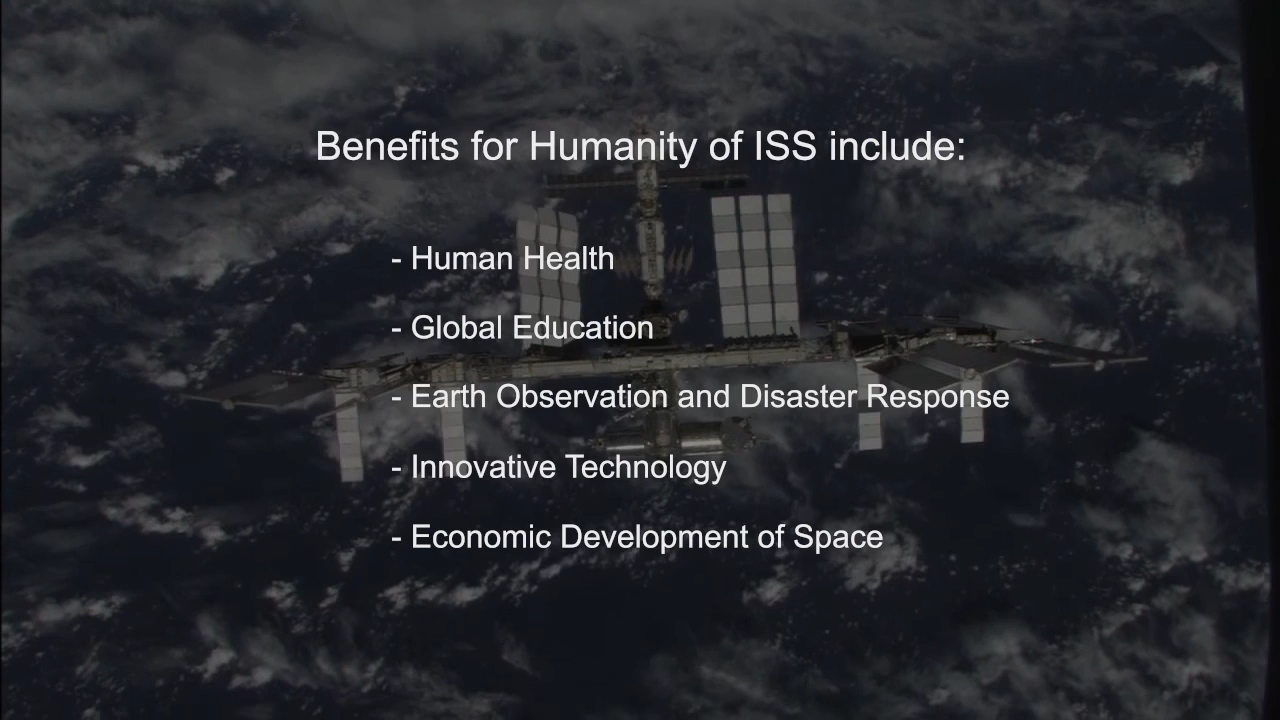 Benefits for Humanity of ISS include:
- Human Health
- Global Education
- Earth Observation and Disaster Response
- Innovative Technology
- Economic Development of Space